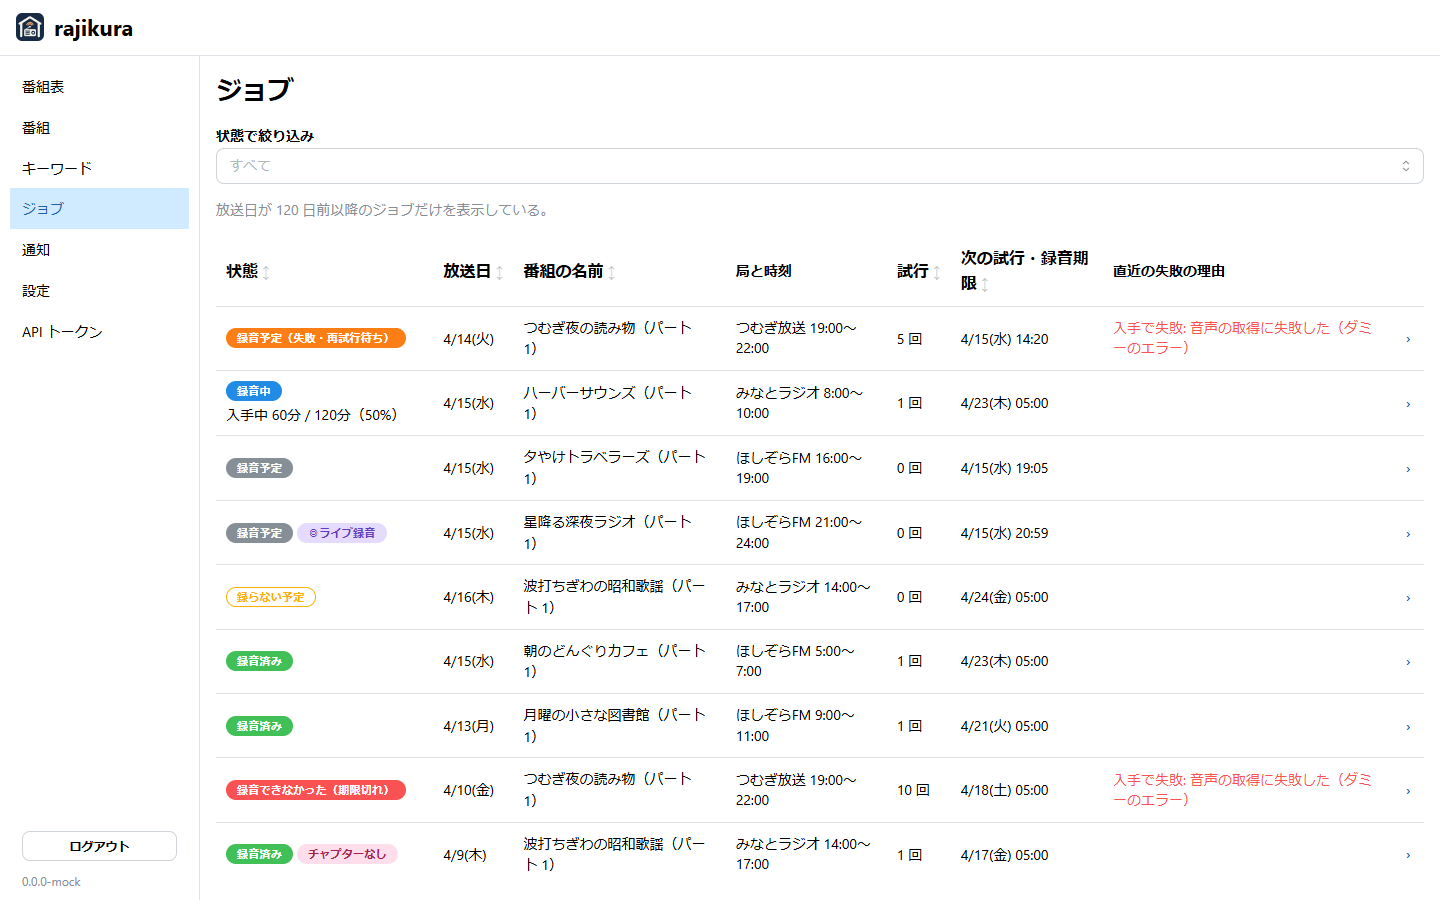 rajikura
番組表
番組
キーワード
ジョブ
通知
設定
API トークン
ログアウト
0.0.0-mock
ジョブ
状態で絞り込み
すべて
放送日が 120 日前以降のジョブだけを表示している。
状態 放送日 番組の名前 局と時刻 試行 次の試行・録音期
限 直近の失敗の理由
録音予定（失敗・再試行待ち） 4/14(火) つむぎ夜の読み物（パート
1） つむぎ放送 19:00〜
22:00 5 回 4/15(水) 14:20 入手で失敗: 音声の取得に失敗した（ダミ
ーのエラー）
録音中
入手中 60分 / 120分（50%） 4/15(水) ハーバーサウンズ（パート
1） みなとラジオ 8:00〜
10:00 1 回 4/23(木) 05:00
録音予定 4/15(水) 夕やけトラベラーズ（パート
1） ほしぞらFM 16:00〜
19:00 0 回 4/15(水) 19:05
録音予定 ◎ライブ録音 4/15(水) 星降る深夜ラジオ（パート
1） ほしぞらFM 21:00〜
24:00 0 回 4/15(水) 20:59
録らない予定 4/16(木) 波打ちぎわの昭和歌謡（パー
ト 1） みなとラジオ 14:00〜
17:00 0 回 4/24(金) 05:00
録音済み 4/15(水) 朝のどんぐりカフェ（パート
1） ほしぞらFM 5:00〜
7:00 1 回 4/23(木) 05:00
録音済み 4/13(月) 月曜の小さな図書館（パート
1） ほしぞらFM 9:00〜
11:00 1 回 4/21(火) 05:00
録音できなかった（期限切れ） 4/10(金) つむぎ夜の読み物（パート
1） つむぎ放送 19:00〜
22:00 10 回 4/18(土) 05:00 入手で失敗: 音声の取得に失敗した（ダミ
ーのエラー）
録音済み チャプターなし 4/9(木) 波打ちぎわの昭和歌謡（パー
ト 1） みなとラジオ 14:00〜
17:00 1 回 4/17(金) 05:00